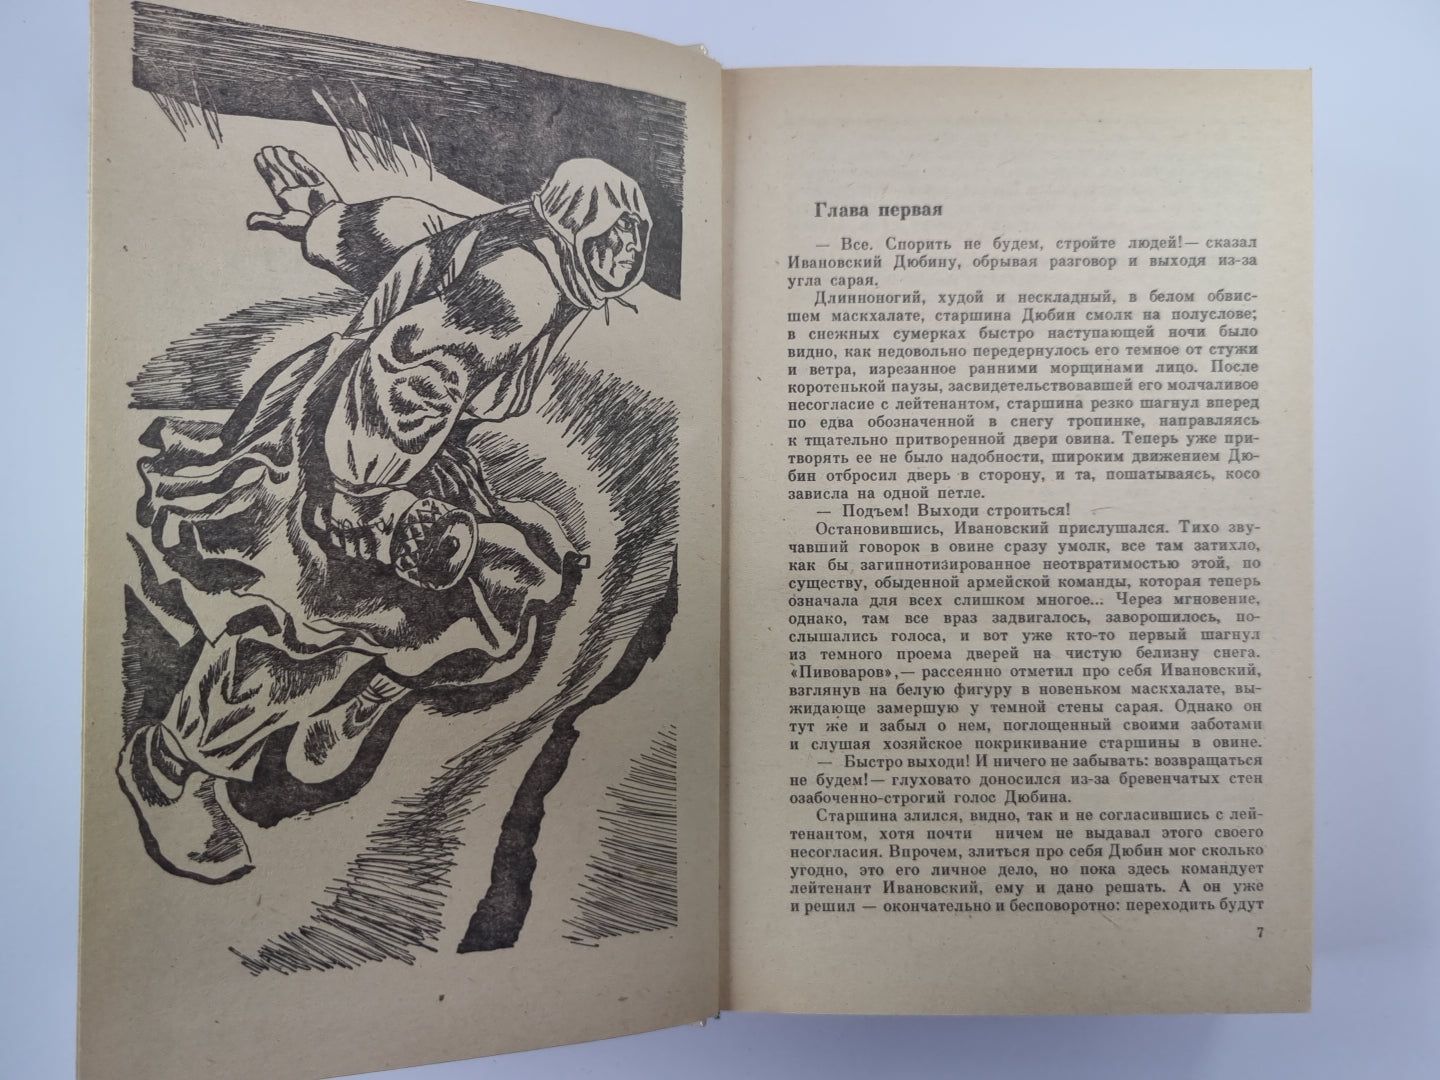 Глава первая
— Все. Спорить не будем, стройте людей!— сказал
Ивановский Дюбину, обрывая разговор и выходя из-за
угла сарая.
Длинноногий, худой и нескладный, в белом обвис-
шем маскхалате, старшина Дюбин смолк на полуслове;
в снежных сумерках быстро наступающей ночи было
видно, как недовольно передернулось его темное от стужи
и ветра, изрезанное ранними морщинами лицо. После
коротенькой паузы, засвидетельствовавшей его молчаливое
несогласие с лейтенантом, старшина резко шагнул вперед
по едва обозначенной в снегу тропинке, направляясь
к тщательно притворенной двери овина. Теперь уже при-
творять ее не было надобности, широким движением Дю-
бин отбросил дверь в сторону, и та, пошатываясь, косо
зависла на одной петле.
— Подъем! Выходи строиться!
Остановившись, Ивановский прислушался. Тихо зву-
чавший говорок в овине сразу умолк, все там затихло,
как бы загипнотизированное неотвратимостью этой, по
существу, обыденной армейской команды, которая теперь
означала для всех слишком многое... Через мгновение,
однако, там все враз задвигалось, заворошилось, по-
слышались голоса, и вот уже кто-то первый шагнул
из темного проема дверей на чистую белизну снега.
«Пивоваров»,— рассеянно отметил про себя Ивановский,
взглянув на белую фигуру в новеньком маскхалате, вы-
жидающе замершую у темной стены сарая. Однако он
тут же и забыл о нем, поглощенный своими заботами
и слушая хозяйское покрикивание старшины в овине.
— Быстро выходи! И ничего не забывать: возвращаться
не будем!— глуховато доносился из-за бревенчатых стен
озабоченно-строгий голос Дюбина.
Старшина злился, видно, так и не согласившись с лей-
тенантом, хотя почти ничем не выдавал этого своего
несогласия. Впрочем, злиться про себя Дюбин мог сколько
угодно, это его личное дело, но пока здесь командует
лейтенант Ивановский, ему и дано решать. А он уже
и решил — окончательно и бесповоротно: переходить будут
7